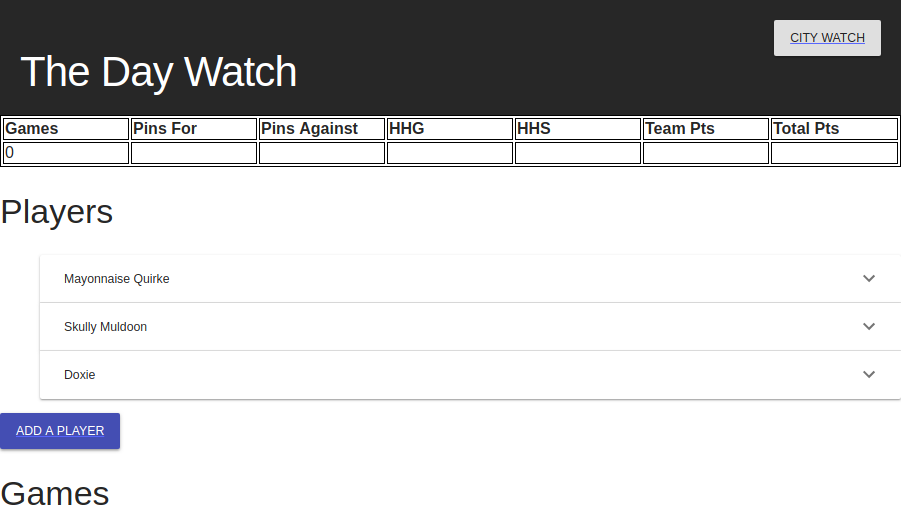 CITY WATCH
The Day Watch
Games Pins For Pins Against HHG HHS Team Pts Total Pts
0
Players
Mayonnaise Quirke
Skully Muldoon
Doxie
ADD A PLAYER
Games